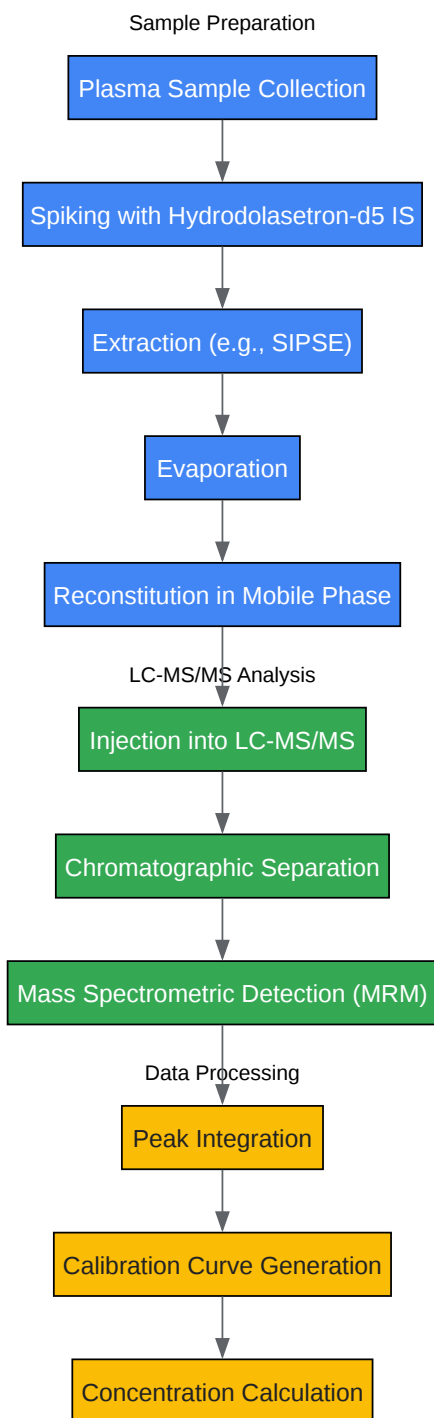 Sample Preparation
Plasma Sample Collection
Spiking with Hydrodolasetron-d5 IS
Extraction (e.g., SIPSE)
Evaporation
Reconstitution in Mobile Phase
LC-MS/MS Analysis
Injection into LC-MS/MS
Chromatographic Separation
Mass Spectrometric Detection (MRM)
Data Processing
Peak Integration
Calibration Curve Generation
Concentration Calculation